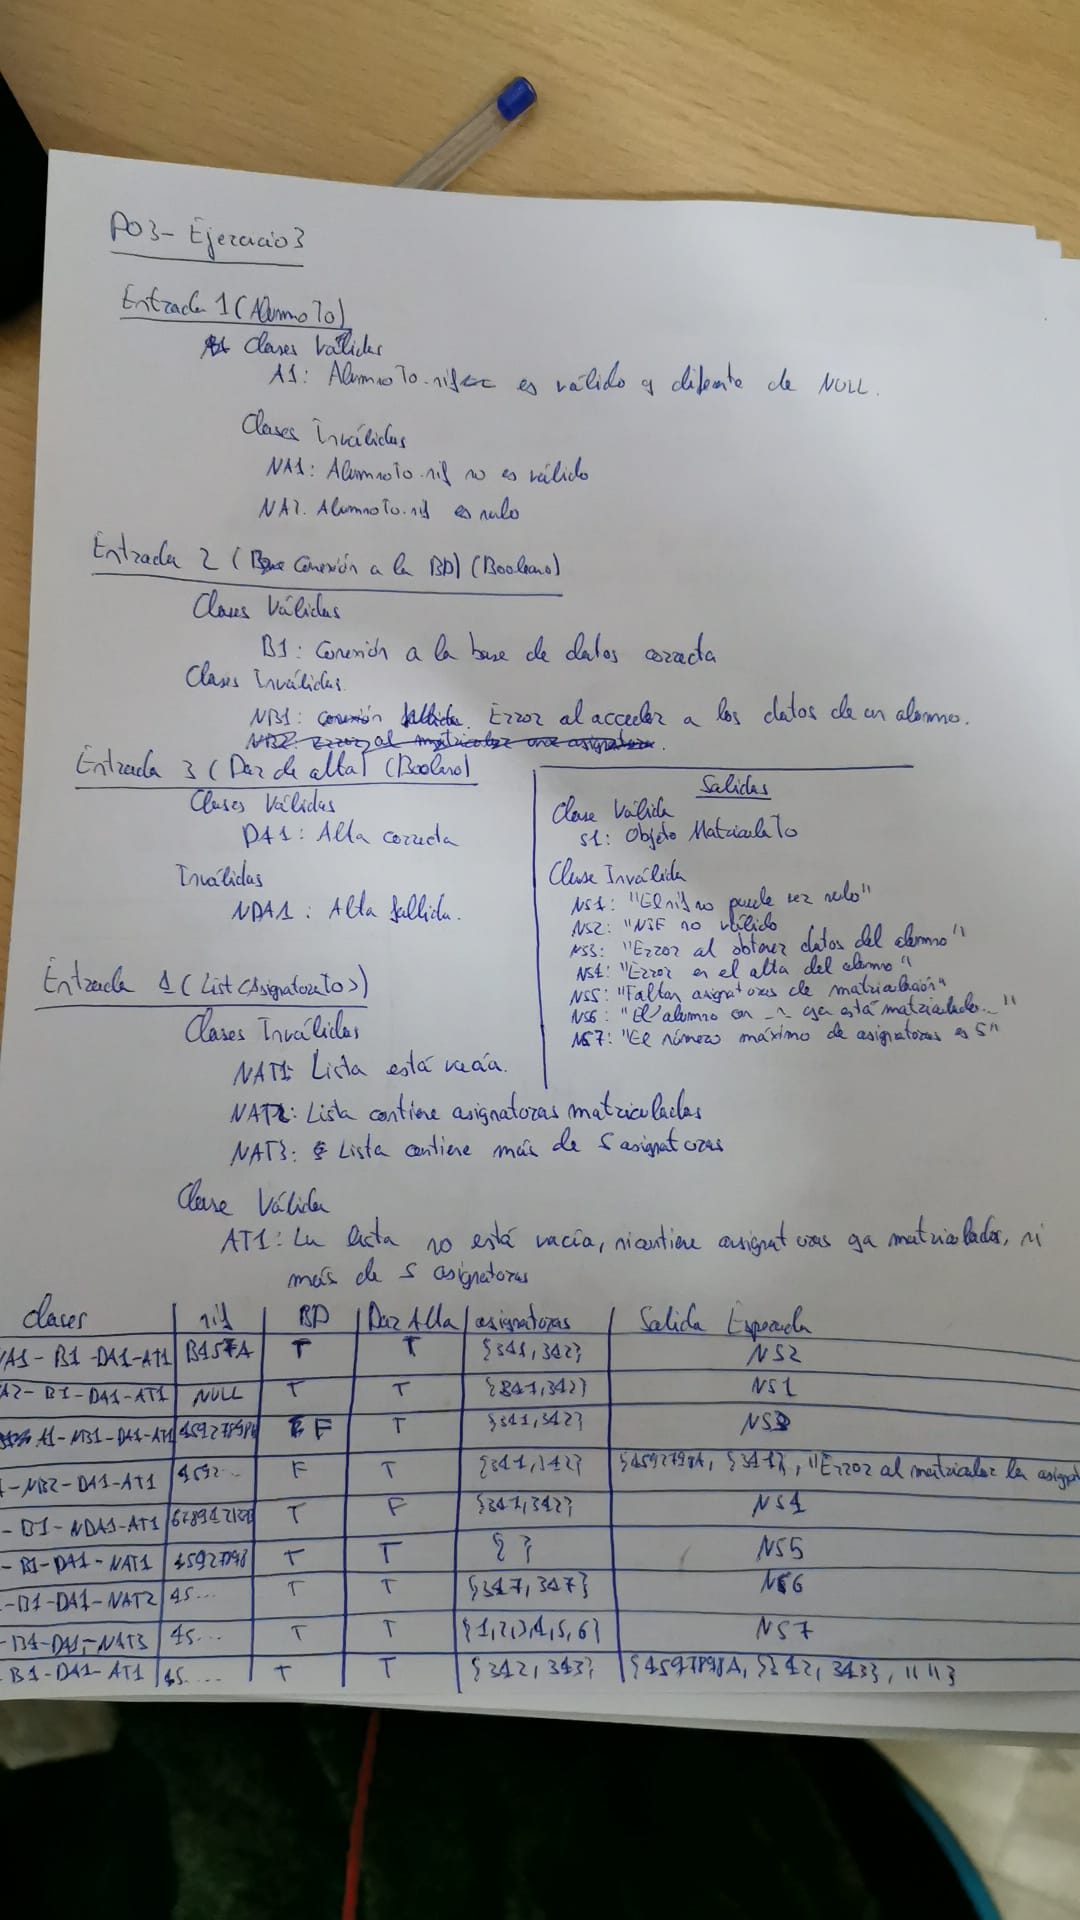 P03 - Ejercicio 3
Entrada 1 (AlumnoTo)
Clases Válidas
A1: AlumnoTo.nif es válido y difente de NULL.
Clases Inválidas
NA1: AlumnoTo.nif no es válido
NA2. AlumnoTo.nif es nulo
Entrada 2 (Conexión a la BD) (Booleano)
Clases Válidas
B1: Conexión a la base de datos correcta
Clases Inválidas.
NB1: conexión fallida. Error al acceder a los datos de un alumno.
NB2: Error al matricular una asignatura.
Entrada 3 (Dar de alta) (Booleano)
Clases Válidas
DA1: Alta correcta
Inválidas
NDA1: Alta fallida.
Salidas
Clase Válida
S1: Objeto MatriculaTo
Clase Inválida
NS1: "El nif no puede ser nulo"
NS2: "NIF no válido
NS3: "Error al obtener datos del alumno"
NS4: "Error en el alta del alumno"
NS5: "Faltan asignaturas de matriculación"
NS6: "El alumno con ya está matriculado..."
NS7: "El número máximo de asignaturas es 5"
Entrada 4 (List<AsignaturaTo>)
Clases Inválidas
NAT1: Lista está vacía.
NAT2: Lista contiene asignaturas matriculadas
NAT3: Lista contiene más de 5 asignaturas
Clase Válida
AT1: La lista no está vacía, ni contiene asignaturas ya matriculadas, ni
más de 5 asignaturas
clases nif BD Dar Alta asignaturas Salida Esperada
NA1 - B1 - DA1 - AT1 B457A T T {341, 342} NS2
A2 - B1 - DA1 - AT1 NULL T T {341, 342} NS1
A1 - NB1 - DA1 - AT1 F T {341, 342} NS3
- NB2 - DA1 - AT1 4592... F T {341, 342} {4592798A, {341}, "Error al matricular la asignat
- B1 - NDA1 - AT1 T F {341, 342} NS4
- B1 - DA1 - NAT1 T T { } NS5
- B1 - DA1 - NAT2 45... T T {347, 347} NS6
- B1 - DA1 - NAT3 45... T T {1,2,3,4,5,6} NS7
B1 - DA1 - AT1 45.... T T {342, 343} {4597898A, {342, 343}, ""}